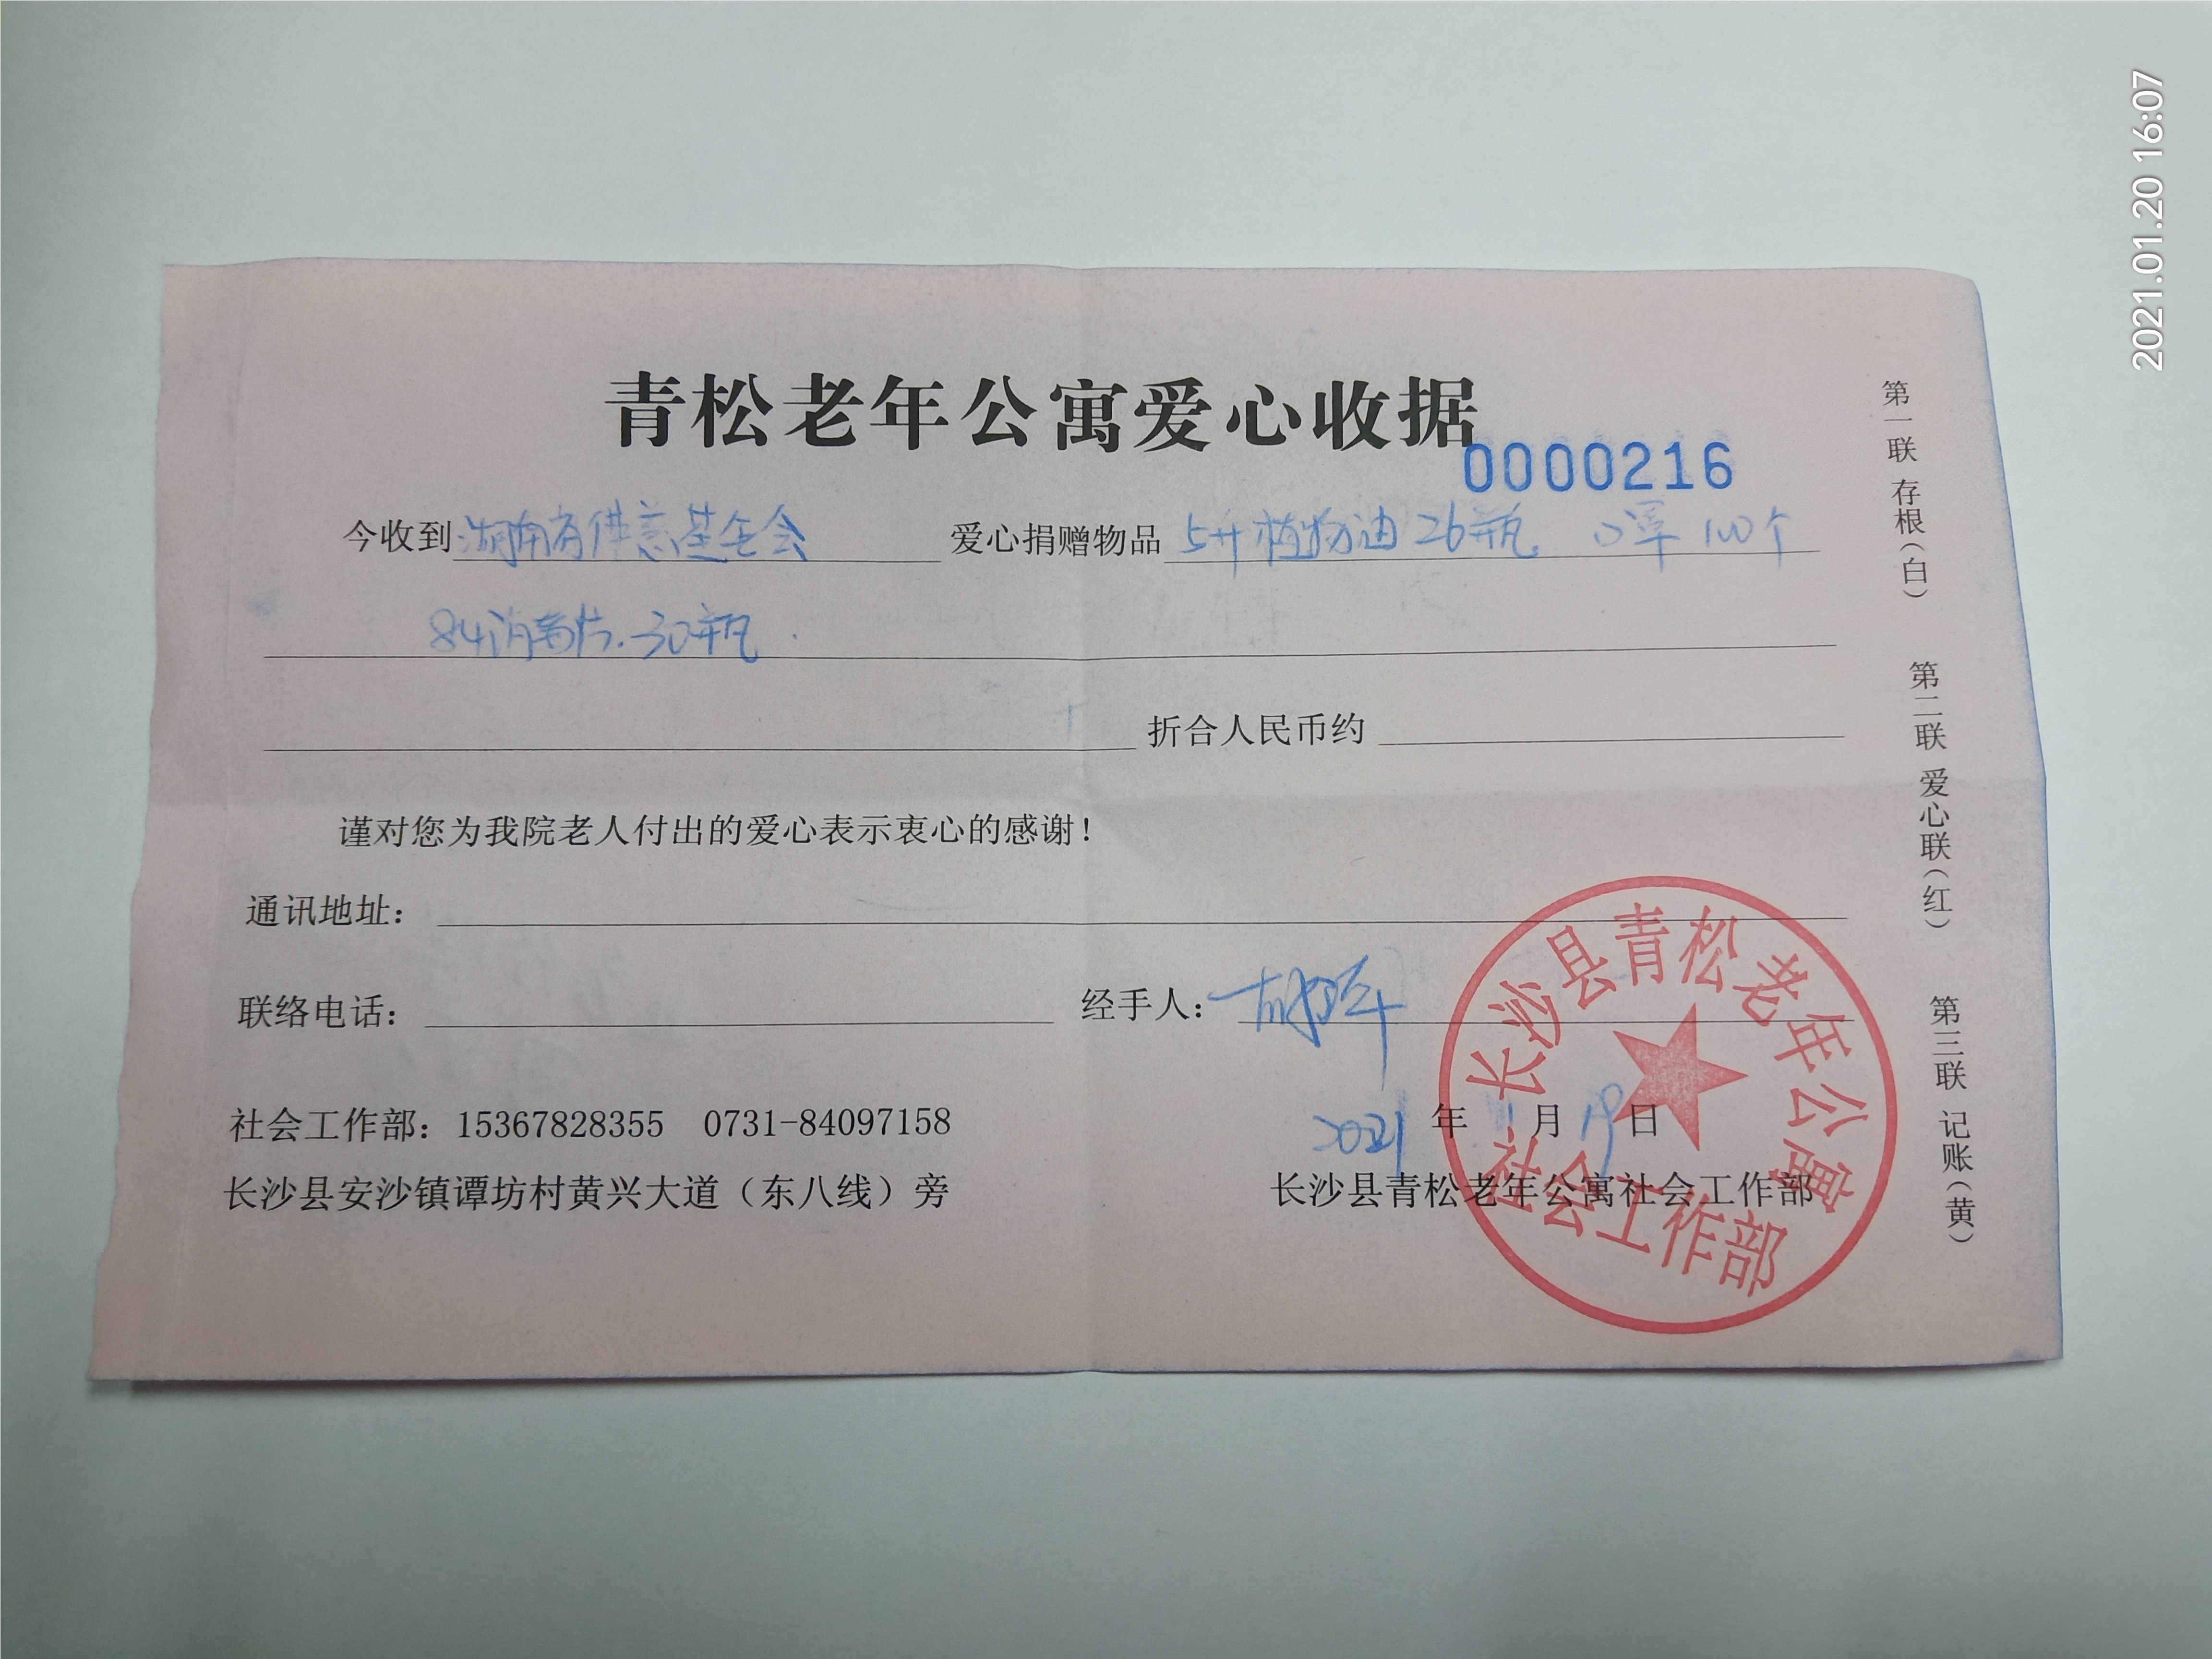 2021.01.20 16:07
青松老年公寓爱心收据
0000216
今收到湖南省供慈基金会 爱心捐赠物品 5升植物油26瓶 口罩100个
84消毒片.30瓶.
折合人民币约
谨对您为我院老人付出的爱心表示衷心的感谢！
通讯地址：
联络电话： 经手人：
社会工作部：15367828355 0731-84097158
2021年1月19日
长沙县安沙镇谭坊村黄兴大道（东八线）旁
长沙县青松老年公寓社会工作部
长沙县青松老年公寓
社会工作部
第一联 存根（白）
第二联 爱心联（红）
第三联 记账（黄）